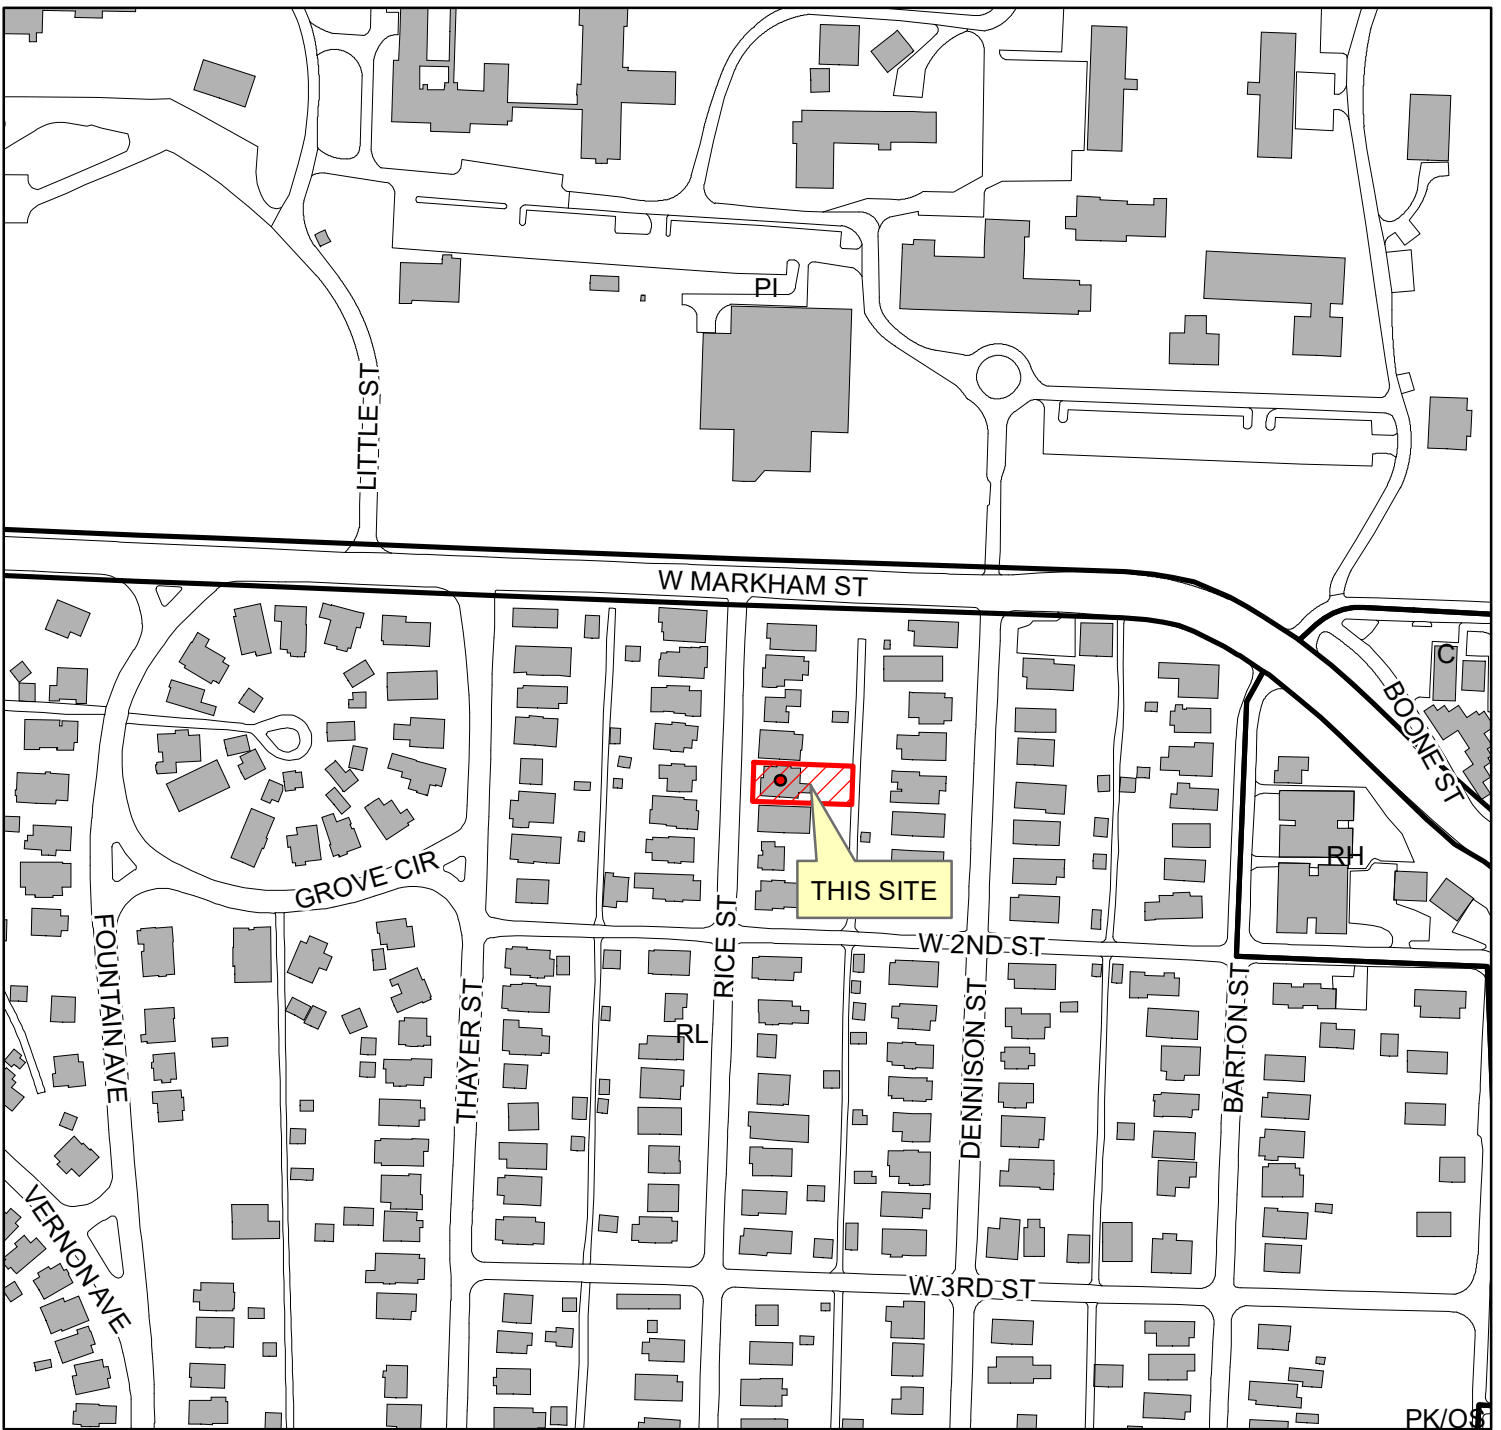 PI
LITTLE ST
W MARKHAM ST
C
BOONE ST
RH
GROVE CIR
THIS SITE
FOUNTAIN AVE
RICE ST
W 2ND ST
THAYER ST
DENNISON ST
BARTON ST
RL
VERNON AVE
W 3RD ST
PK/OS